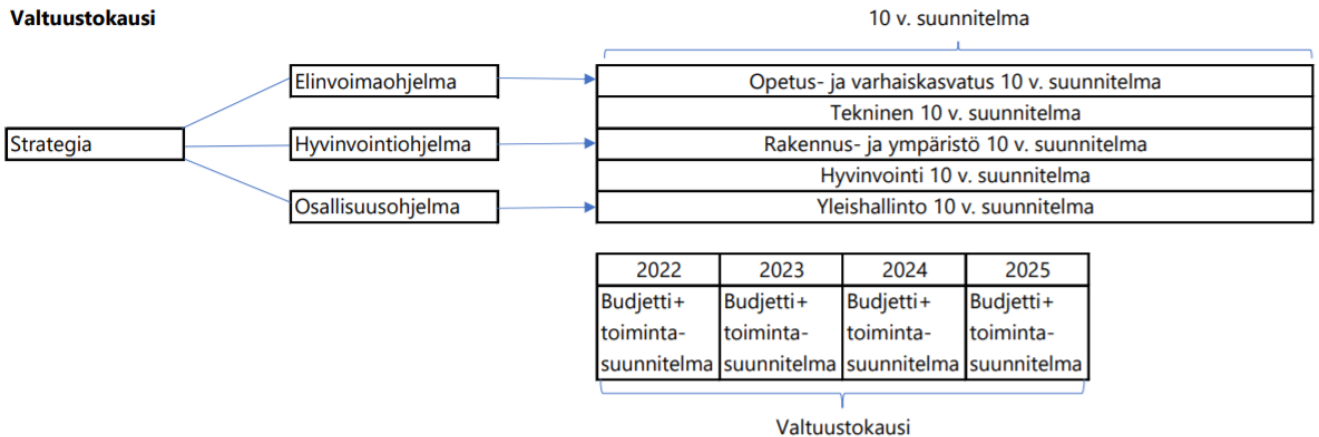 Valtuustokausi
10 v. suunnitelma
Elinvoimaohjelma
Opetus- ja varhaiskasvatus 10 v. suunnitelma
Tekninen 10 v. suunnitelma
Strategia
Hyvinvointiohjelma
Rakennus- ja ympäristö 10 v. suunnitelma
Hyvinvointi 10 v. suunnitelma
Osallisuusohjelma
Yleishallinto 10 v. suunnitelma
2022 2023 2024 2025
Budjetti+ Budjetti+ Budjetti+ Budjetti+
toiminta- toiminta- toiminta- toiminta-
suunnitelma suunnitelma suunnitelma suunnitelma
Valtuustokausi